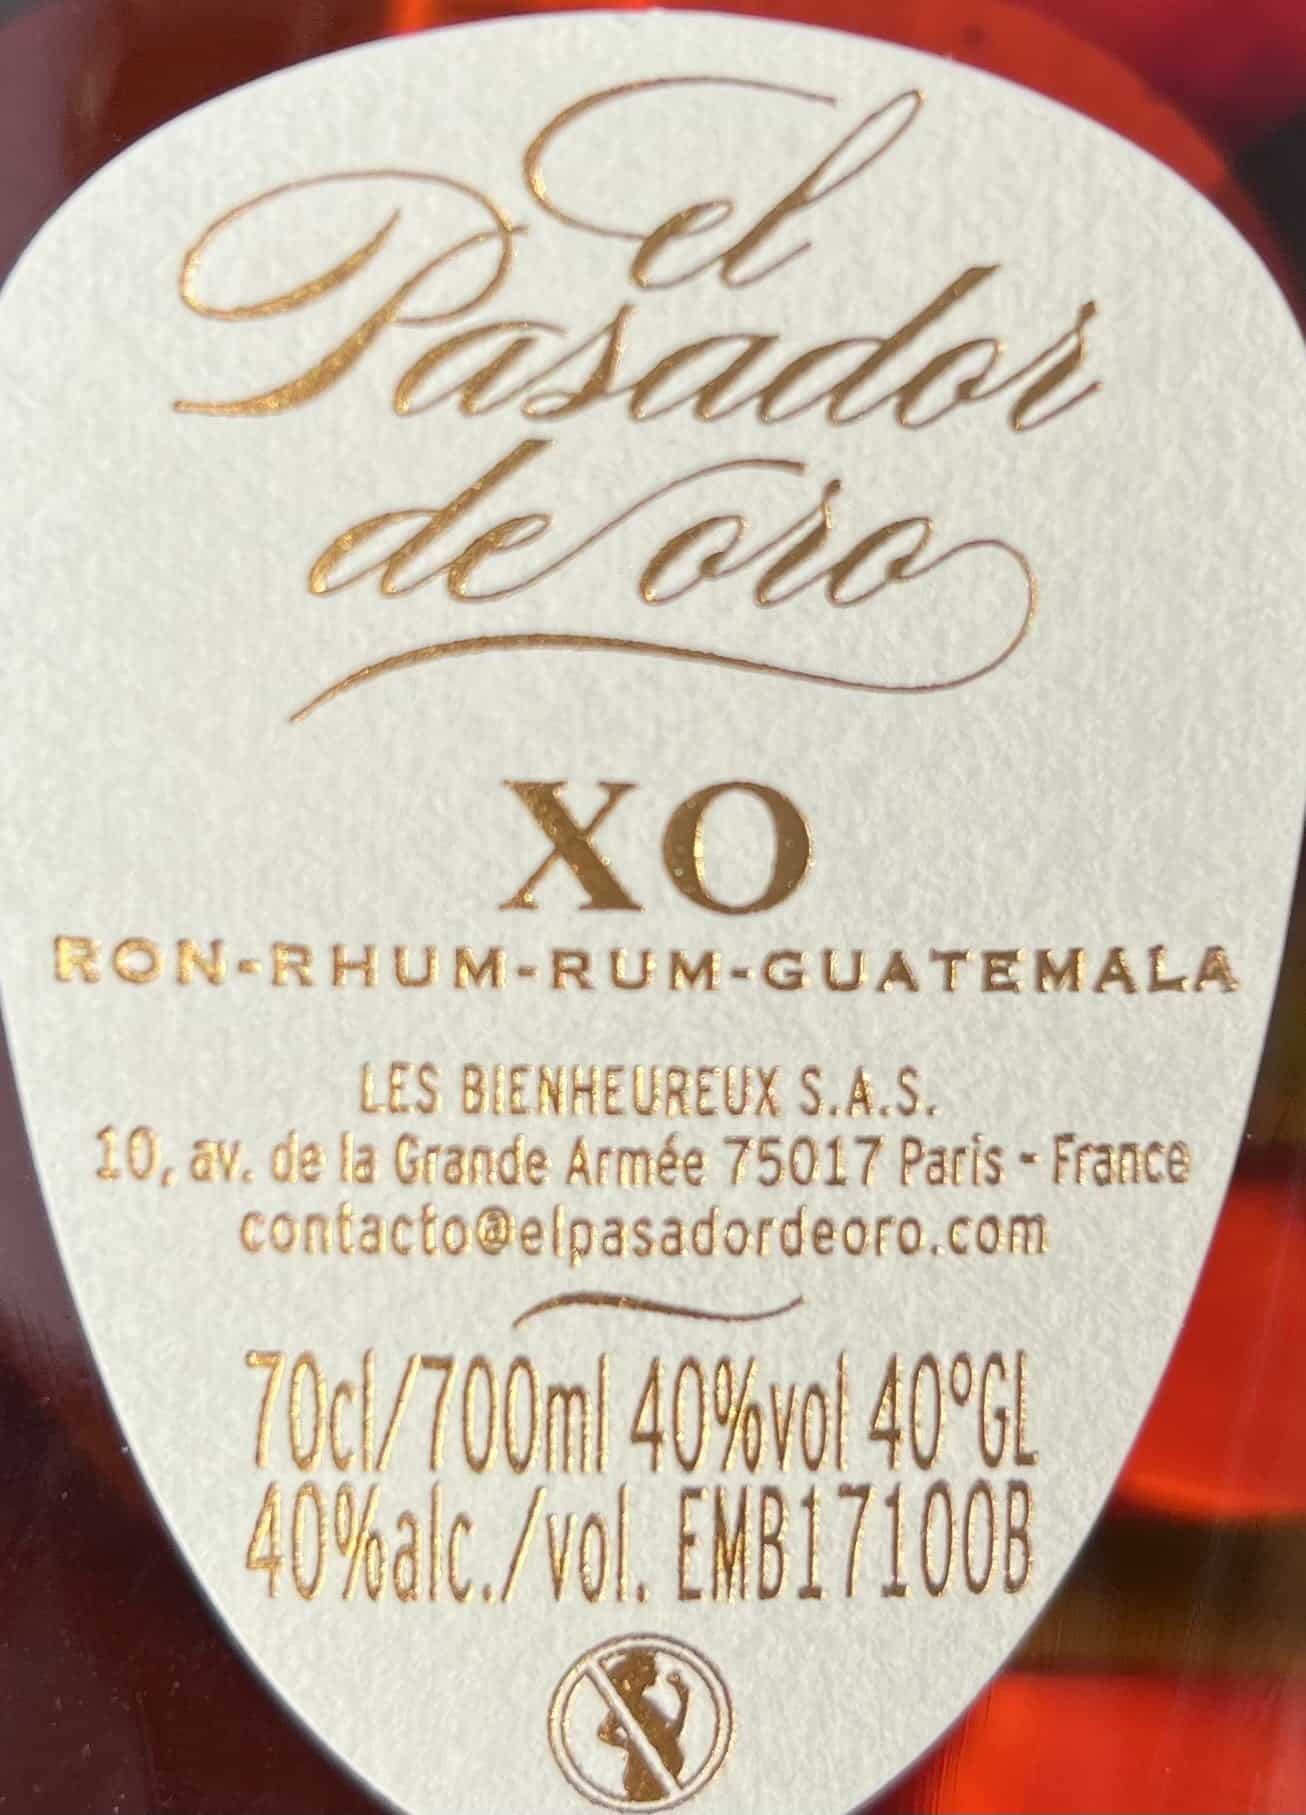 el
Pasador
de oro
XO
RON-RHUM-RUM-GUATEMALA
LES BIENHEUREUX S.A.S.
10, av. de la Grande Armée 75017 Paris - France
contacto@elpasadordeoro.com
70cl/700ml 40%vol 40°GL
40%alc./vol. EMB17100B